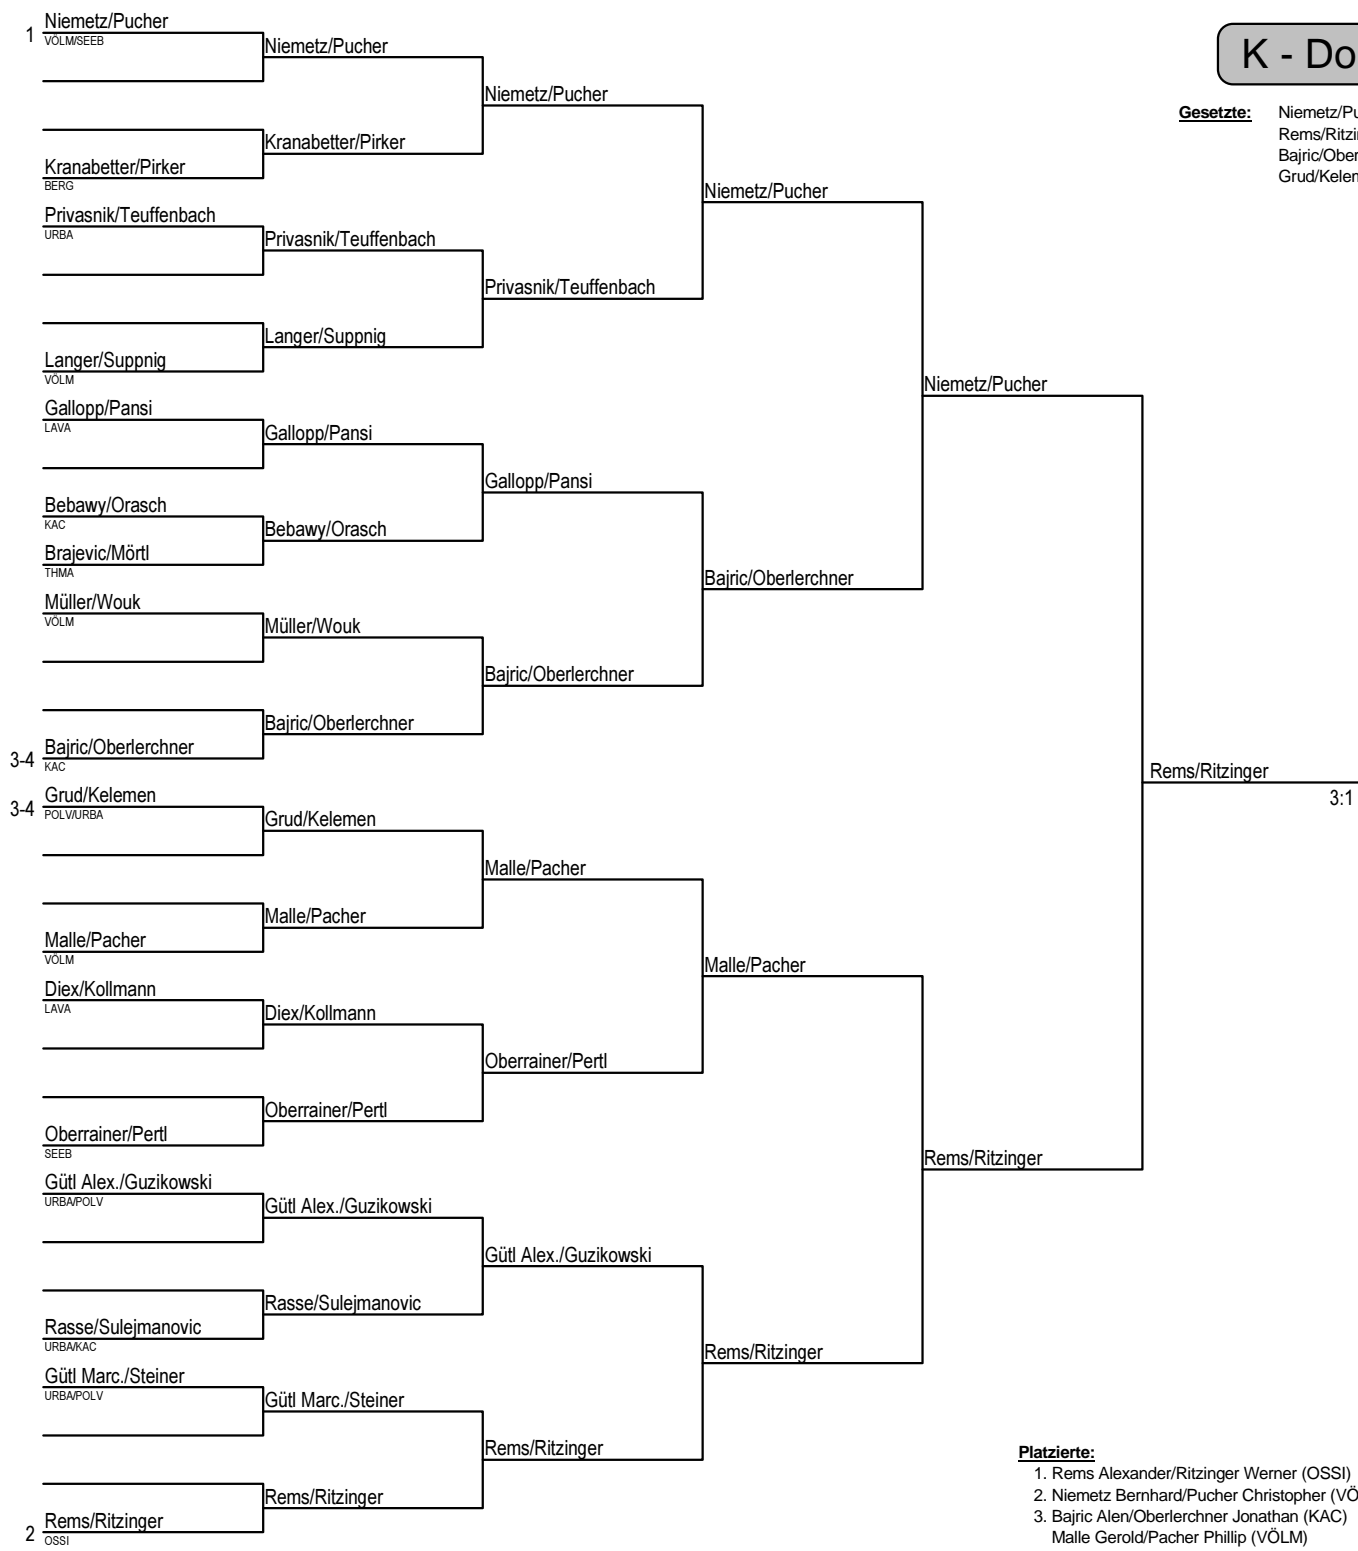 K - Do
Gesetzte:
Niemetz/Pu
Rems/Ritzi
Bajric/Ober
Grud/Kelem
1
Niemetz/Pucher
VÖLM/SEEB
Kranabetter/Pirker
BERG
Privasnik/Teuffenbach
URBA
Langer/Suppnig
VÖLM
Gallopp/Pansi
LAVA
Bebawy/Orasch
KAC
Brajevic/Mörtl
THMA
Müller/Wouk
VÖLM
3-4
Bajric/Oberlerchner
KAC
3-4
Grud/Kelemen
POLV/URBA
Malle/Pacher
VÖLM
Diex/Kollmann
LAVA
Oberrainer/Pertl
SEEB
Gütl Alex./Guzikowski
URBA/POLV
Rasse/Sulejmanovic
URBA/KAC
Gütl Marc./Steiner
URBA/POLV
2
Rems/Ritzinger
OSSI
Niemetz/Pucher
Kranabetter/Pirker
Privasnik/Teuffenbach
Langer/Suppnig
Gallopp/Pansi
Bebawy/Orasch
Müller/Wouk
Bajric/Oberlerchner
Grud/Kelemen
Malle/Pacher
Diex/Kollmann
Oberrainer/Pertl
Gütl Alex./Guzikowski
Rasse/Sulejmanovic
Gütl Marc./Steiner
Rems/Ritzinger
Niemetz/Pucher
Privasnik/Teuffenbach
Gallopp/Pansi
Bajric/Oberlerchner
Malle/Pacher
Oberrainer/Pertl
Gütl Alex./Guzikowski
Rems/Ritzinger
Niemetz/Pucher
Bajric/Oberlerchner
Malle/Pacher
Rems/Ritzinger
Niemetz/Pucher
Rems/Ritzinger
Rems/Ritzinger
3:1
Platzierte:
1. Rems Alexander/Ritzinger Werner (OSSI)
2. Niemetz Bernhard/Pucher Christopher (VÖ
3. Bajric Alen/Oberlerchner Jonathan (KAC)
Malle Gerold/Pacher Phillip (VÖLM)